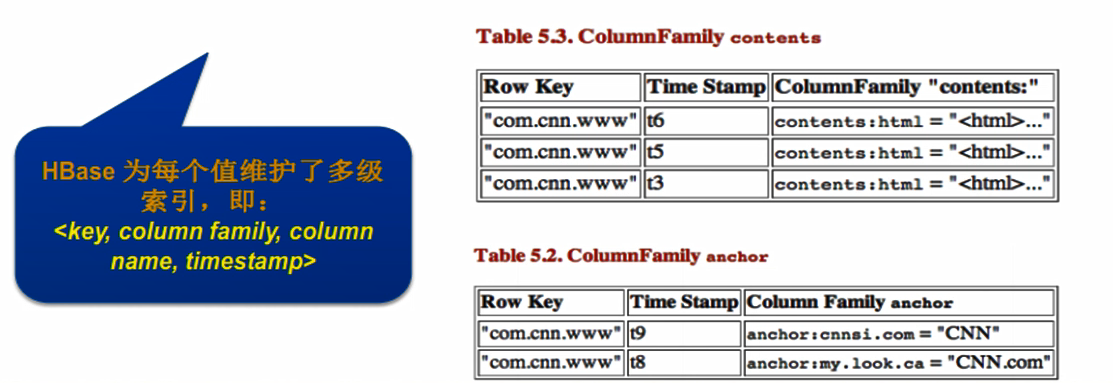 HBase 为每个值维护了多级
索引，即：
<key, column family, column
name, timestamp>
Table 5.3. ColumnFamily contents
Row Key Time Stamp ColumnFamily "contents:"
"com.cnn.www" t6 contents:html = "<html>..."
"com.cnn.www" t5 contents:html = "<html>..."
"com.cnn.www" t3 contents:html = "<html>..."
Table 5.2. ColumnFamily anchor
Row Key Time Stamp Column Family anchor
"com.cnn.www" t9 anchor:cnnsi.com = "CNN"
"com.cnn.www" t8 anchor:my.look.ca = "CNN.com"